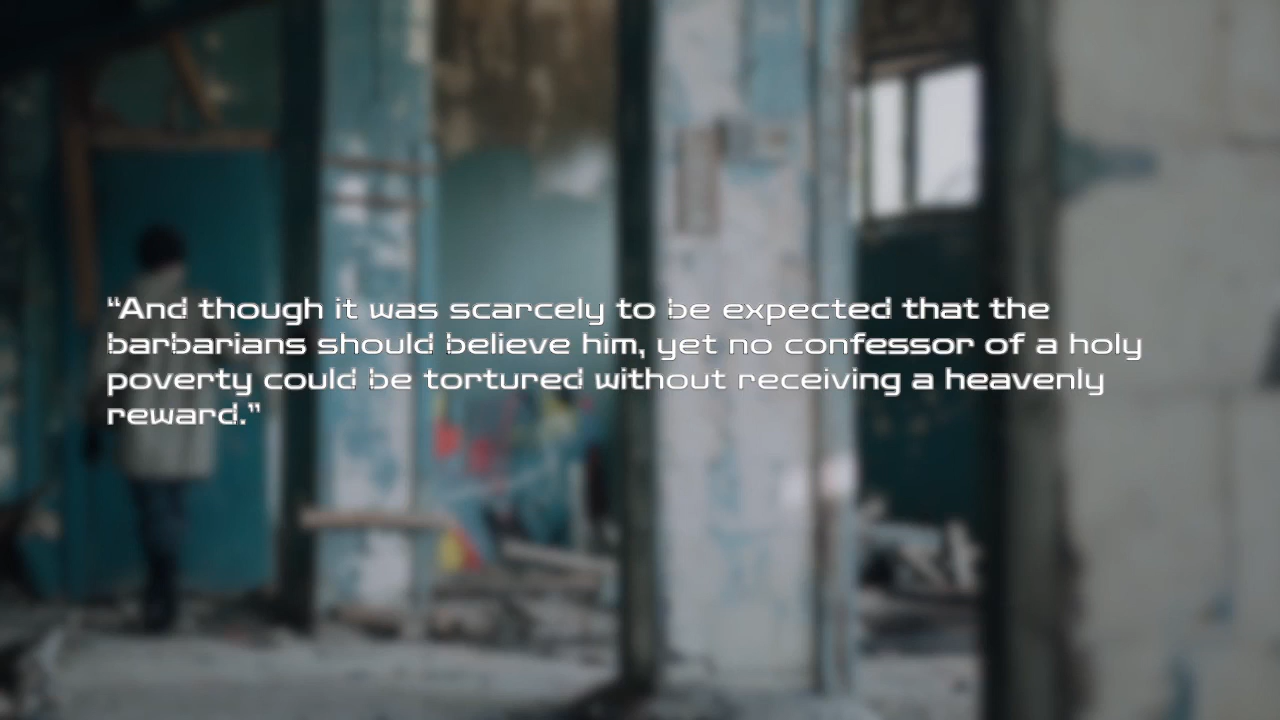 “And though it was scarcely to be expected that the
barbarians should believe him, yet no confessor of a holy
poverty could be tortured without receiving a heavenly
reward.”